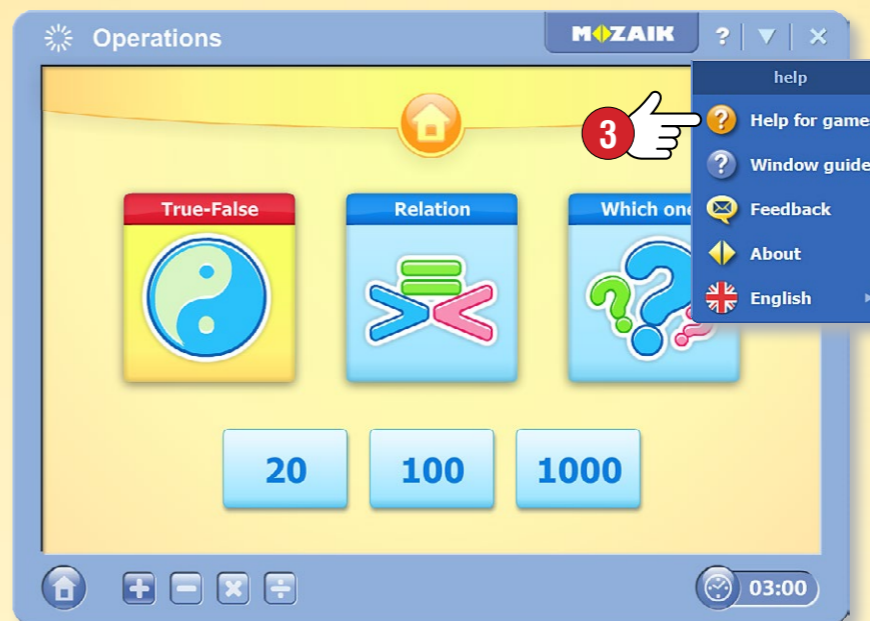 Operations
MOZAIK
?
help
3
Help for games
Window guide
Feedback
About
English
True-False
Relation
Which one
20
100
1000
03:00